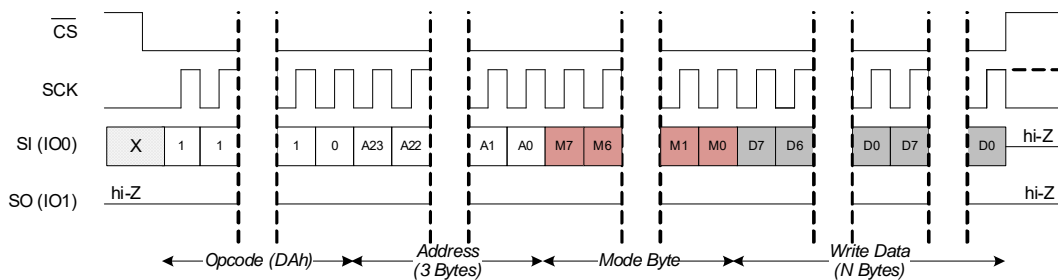 CS
SCK
SI (IO0) X 1 1 1 0 A23 A22 A1 A0 M7 M6 M1 M0 D7 D6 D0 D7 D0 hi-Z
SO (IO1) hi-Z hi-Z
Opcode (DAh) Address (3 Bytes) Mode Byte Write Data (N Bytes)